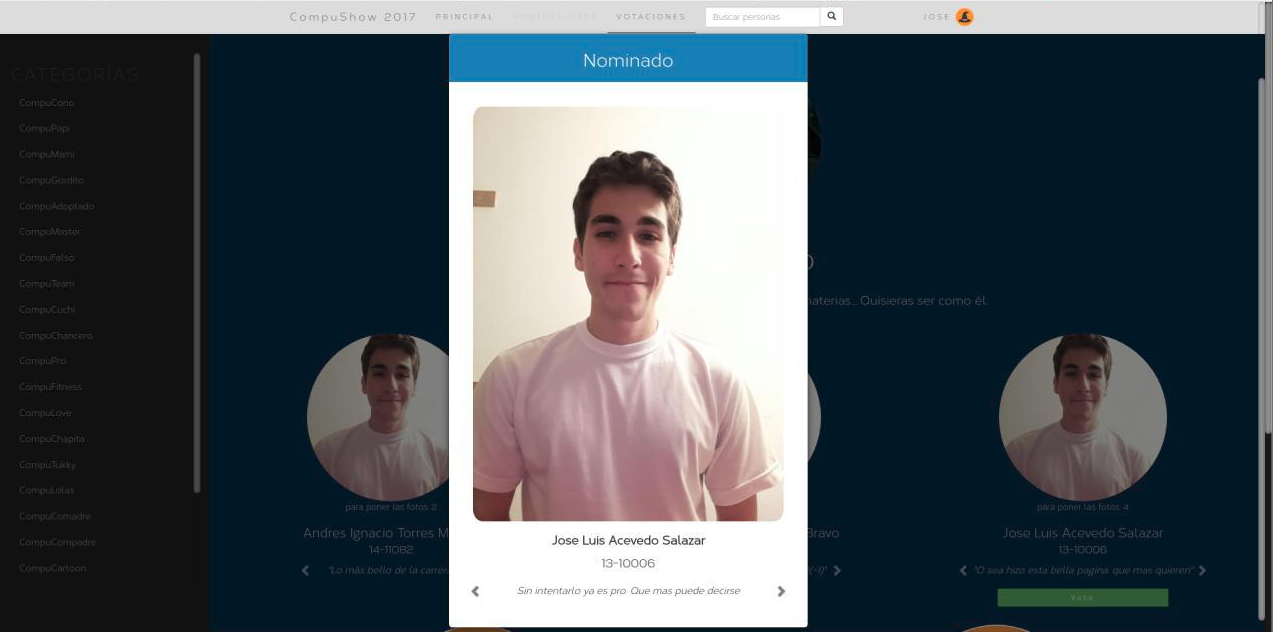 CompuShow 2017
PRINCIPAL
NOMINACIONES
VOTACIONES
Buscar personas
JOSE
CATEGORÍAS
CompuCono
CompuPapi
CompuMami
CompuGordito
CompuAdoptado
CompuMaster
CompuFalso
CompuTeam
CompuCuchi
CompuChancero
CompuPro
CompuFitness
CompuLove
CompuChapita
CompuTukky
CompuLolas
CompuComadre
CompuCompadre
CompuCartoon
Nominado
Jose Luis Acevedo Salazar
13-10006
Sin intentarlo ya es pro. Que mas puede decirse
materias... Quisieras ser como él.
para poner las fotos 2
Andres Ignacio Torres M
14-11082
"Lo más bello de la carrer
Bravo
para poner las fotos 4
Jose Luis Acevedo Salazar
13-10006
"O sea hizo esta bella pagina. que mas quieren"
Voto